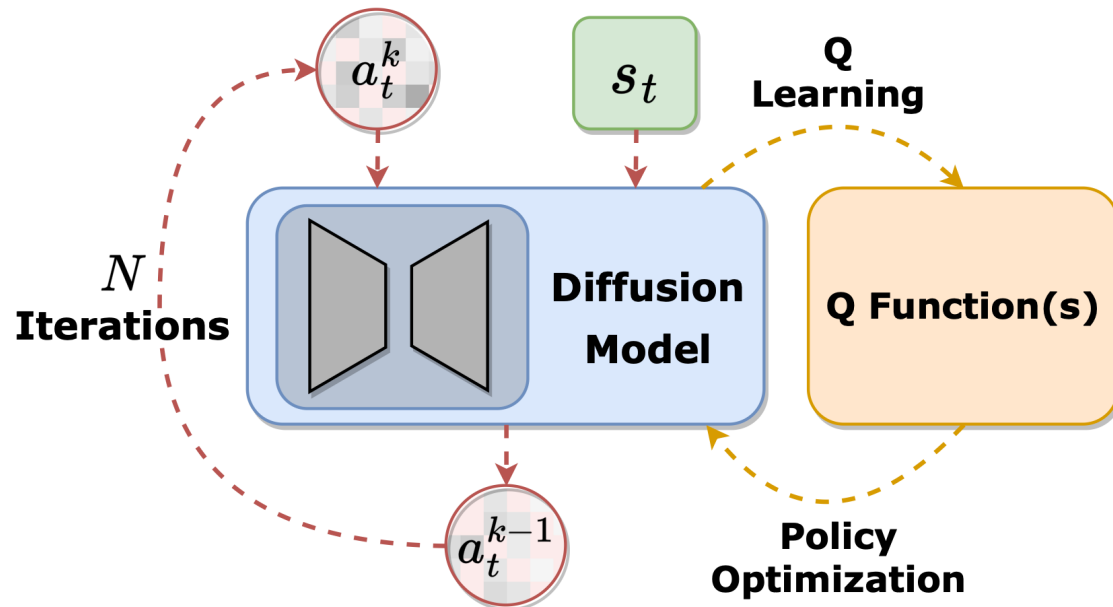 a_t^k
s_t
Q
Learning
N
Iterations
Diffusion
Model
Q Function(s)
a_t^{k-1}
Policy
Optimization